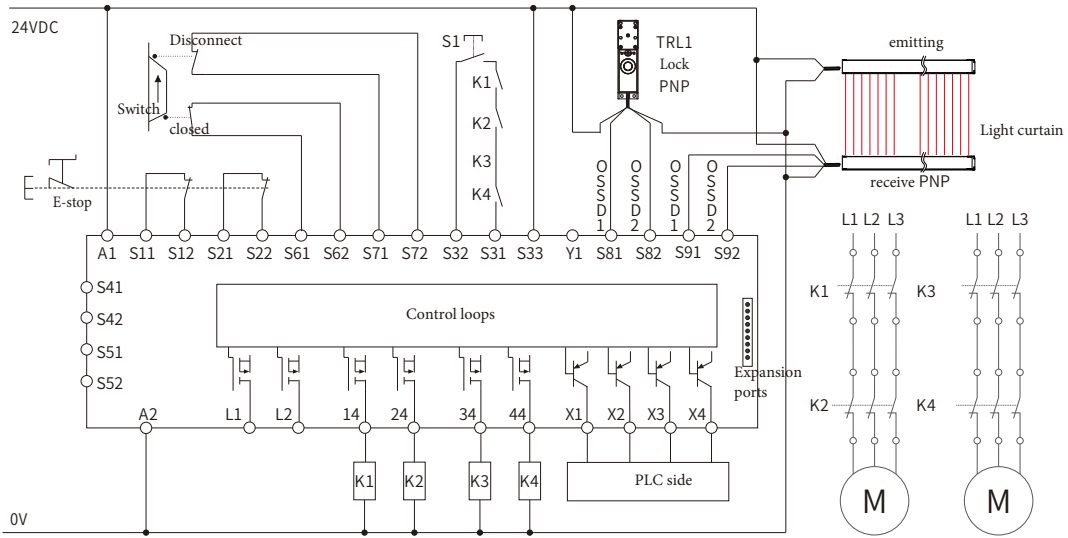 24VDC
Disconnect
Switch
closed
E-stop
S1
K1
K2
K3
K4
TRL1
Lock
PNP
emitting
Light curtain
receive PNP
OSSD1
OSSD2
OSSD1
OSSD2
A1 S11 S12 S21 S22 S61 S62 S71 S72 S32 S31 S33 Y1 S81 S82 S91 S92
S41
S42
S51
S52
Control loops
Expansion
ports
A2 L1 L2 14 24 34 44 X1 X2 X3 X4
K1 K2 K3 K4
PLC side
0V
L1 L2 L3 L1 L2 L3
K1 K3
K2 K4
M M